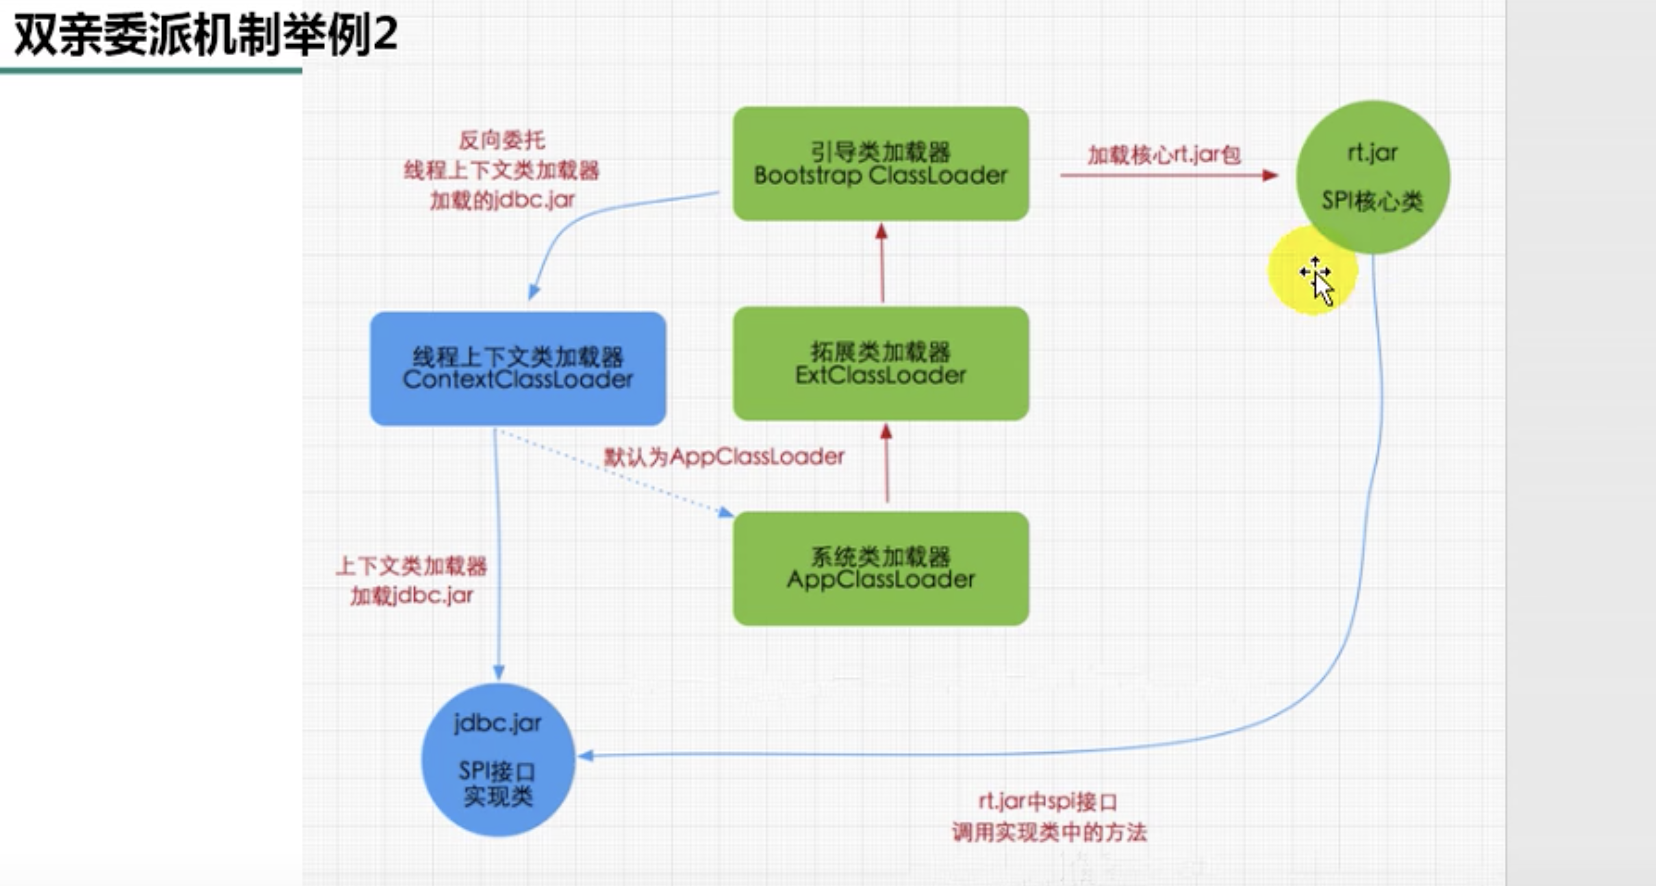 双亲委派机制举例2
反向委托
线程上下文类加载器
加载的jdbc.jar
引导类加载器
Bootstrap ClassLoader
加载核心rt.jar包
rt.jar
SPI核心类
线程上下文类加载器
ContextClassLoader
拓展类加载器
ExtClassLoader
默认为AppClassLoader
系统类加载器
AppClassLoader
上下文类加载器
加载jdbc.jar
jdbc.jar
SPI接口
实现类
rt.jar中spi接口
调用实现类中的方法